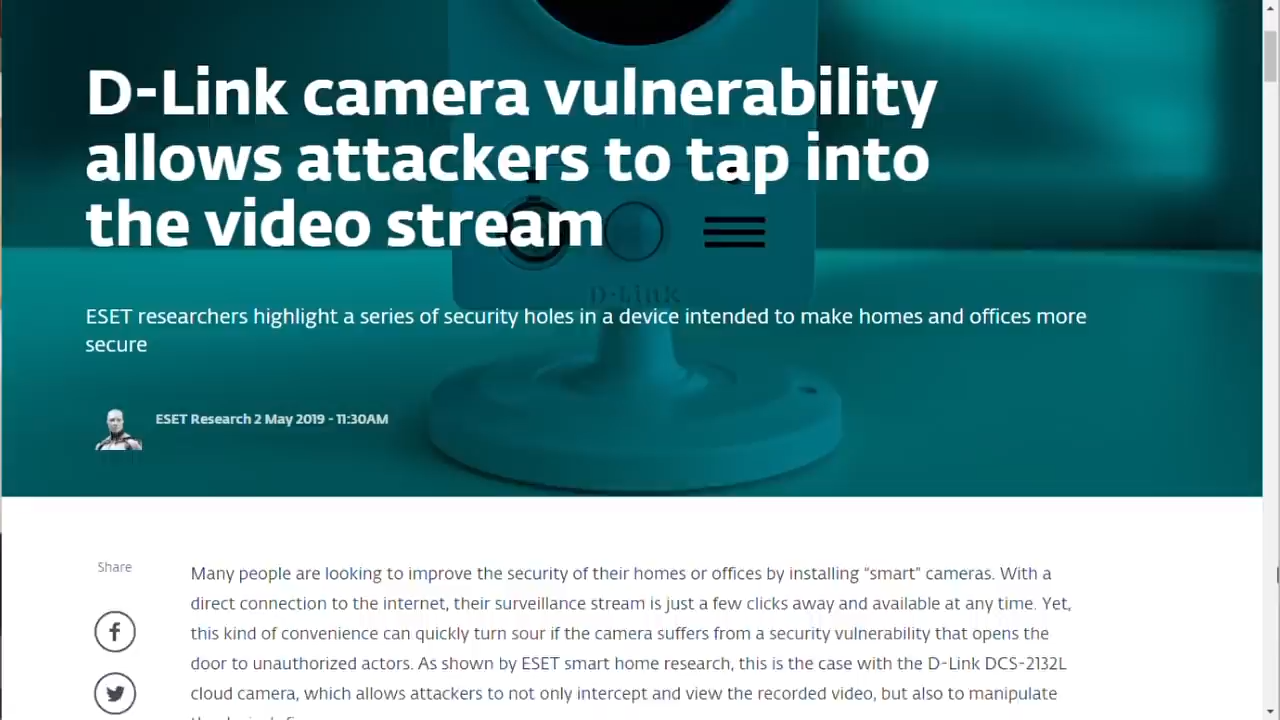 D-Link camera vulnerability
allows attackers to tap into
the video stream
D-Link
ESET researchers highlight a series of security holes in a device intended to make homes and offices more
secure
ESET Research 2 May 2019 - 11:30AM
Share
Many people are looking to improve the security of their homes or offices by installing “smart” cameras. With a
direct connection to the internet, their surveillance stream is just a few clicks away and available at any time. Yet,
this kind of convenience can quickly turn sour if the camera suffers from a security vulnerability that opens the
door to unauthorized actors. As shown by ESET smart home research, this is the case with the D-Link DCS-2132L
cloud camera, which allows attackers to not only intercept and view the recorded video, but also to manipulate